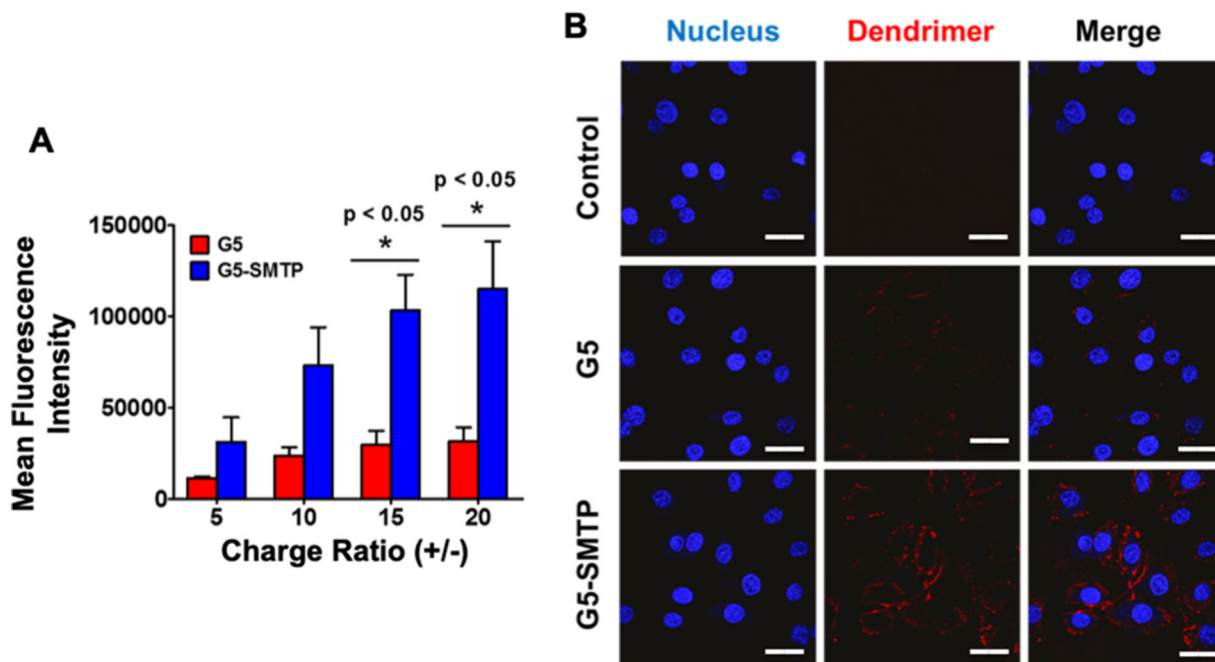 A
p < 0.05
p < 0.05
*
*
150000
100000
50000
0
G5
G5-SMTP
Mean Fluorescence
Intensity
5 10 15 20
Charge Ratio (+/-)
B
Nucleus Dendrimer Merge
Control
G5
G5-SMTP